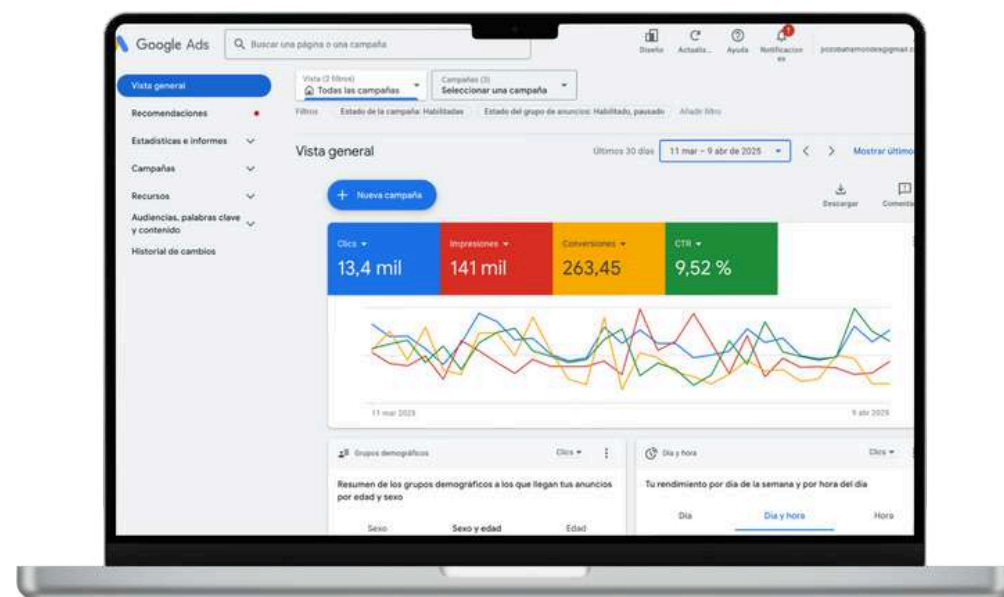 Google Ads
Buscar una página o una campaña
Diseño
Actualiz...
Ayuda
Notificacion
es
Vista general
Recomendaciones
Estadísticas e informes
Campañas
Recursos
Audiencias, palabras clave
y contenido
Historial de cambios
Vista (2 filtros)
Todas las campañas
Campañas (3)
Seleccionar una campaña
Filtros
Estado de la campaña: Habilitadas
Estado del grupo de anuncios: Habilitado, pausado
Añadir filtro
Vista general
Últimos 30 días
11 mar – 9 abr de 2025
Mostrar último
Nueva campaña
Descargar
Comenta
Clics
13,4 mil
Impresiones
141 mil
Conversiones
263,45
CTR
9,52 %
11 mar 2025
9 abr 2025
Grupos demográficos
Clics
Resumen de los grupos demográficos a los que llegan tus anuncios
por edad y sexo
Sexo
Sexo y edad
Edad
Día y hora
Clics
Tu rendimiento por día de la semana y por hora del día
Día
Día y hora
Hora